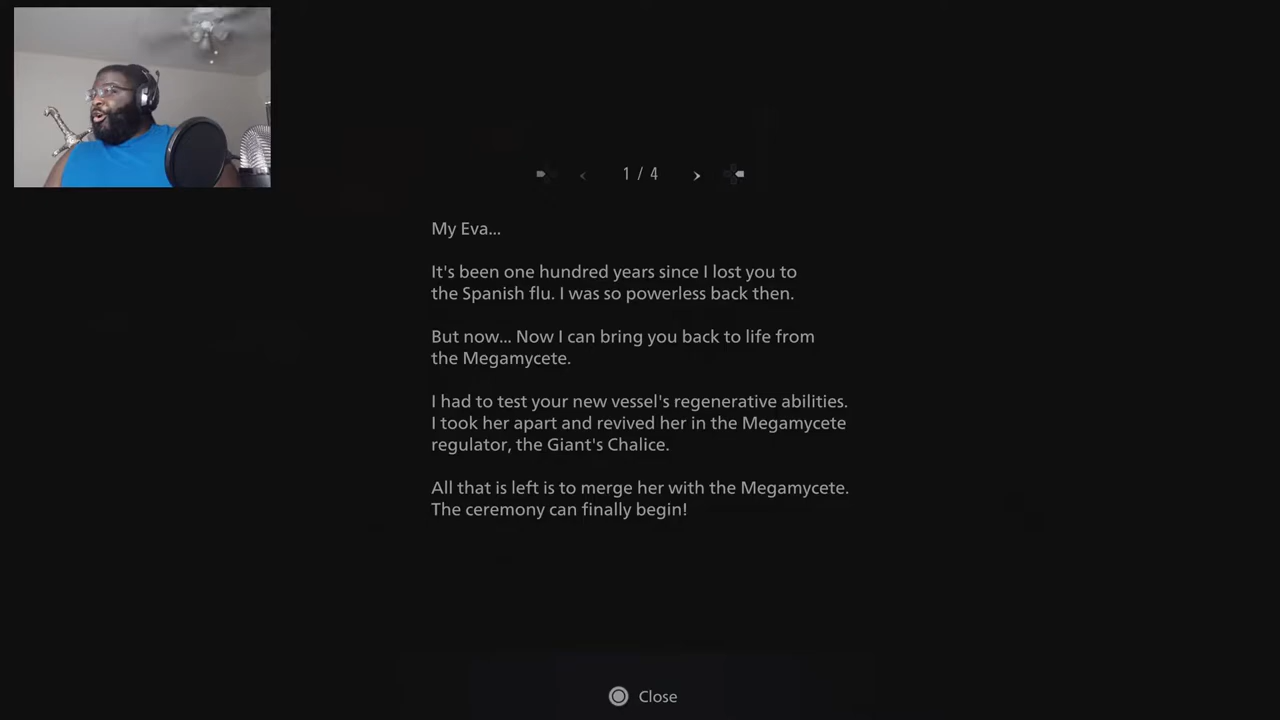 1 / 4
My Eva...
It's been one hundred years since I lost you to
the Spanish flu. I was so powerless back then.
But now... Now I can bring you back to life from
the Megamycete.
I had to test your new vessel's regenerative abilities.
I took her apart and revived her in the Megamycete
regulator, the Giant's Chalice.
All that is left is to merge her with the Megamycete.
The ceremony can finally begin!
Close